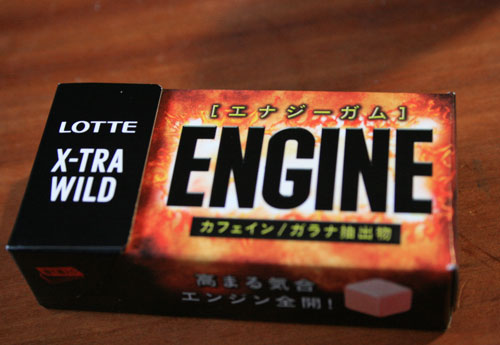 LOTTE
X-TRA
WILD
[エナジーガム]
ENGINE
カフェイン/ガラナ抽出物
高まる気合
エンジン全開!